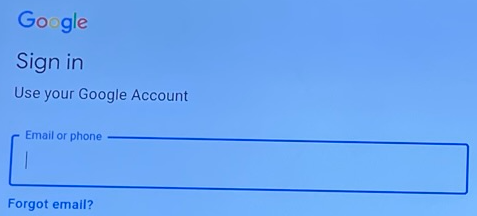 Google
Sign in
Use your Google Account
Email or phone
Forgot email?